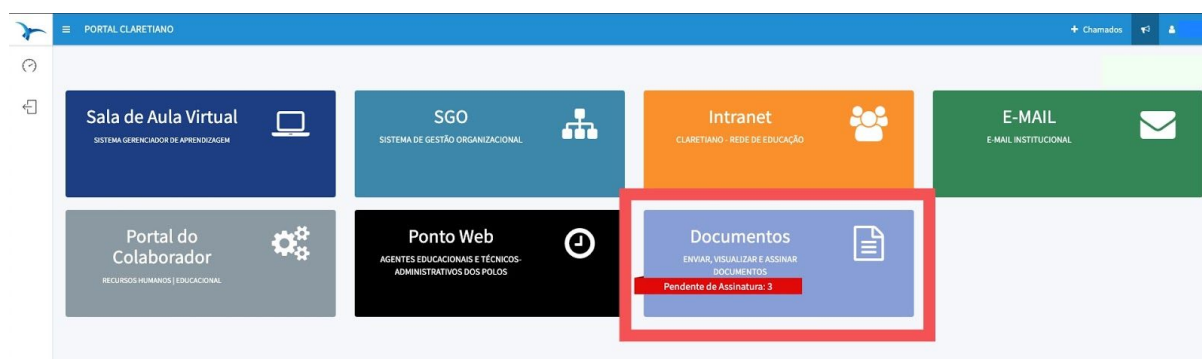 PORTAL CLARETIANO
+ Chamados
Sala de Aula Virtual
SISTEMA GERENCIADOR DE APRENDIZAGEM
SGO
SISTEMA DE GESTÃO ORGANIZACIONAL
Intranet
CLARETIANO - REDE DE EDUCAÇÃO
E-MAIL
E-MAIL INSTITUCIONAL
Portal do
Colaborador
RECURSOS HUMANOS | EDUCACIONAL
Ponto Web
AGENTES EDUCACIONAIS E TÉCNICOS-
ADMINISTRATIVOS DOS POLOS
Documentos
ENVIAR, VISUALIZAR E ASSINAR
DOCUMENTOS
Pendente de Assinatura: 3